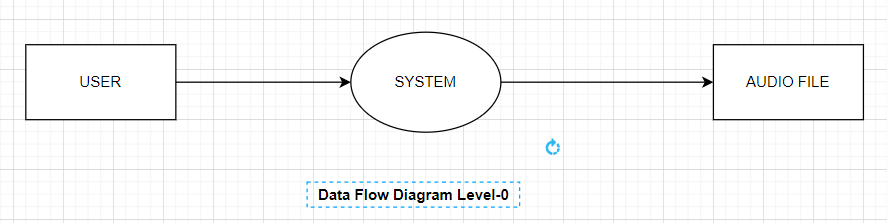 USER
SYSTEM
AUDIO FILE
Data Flow Diagram Level-0